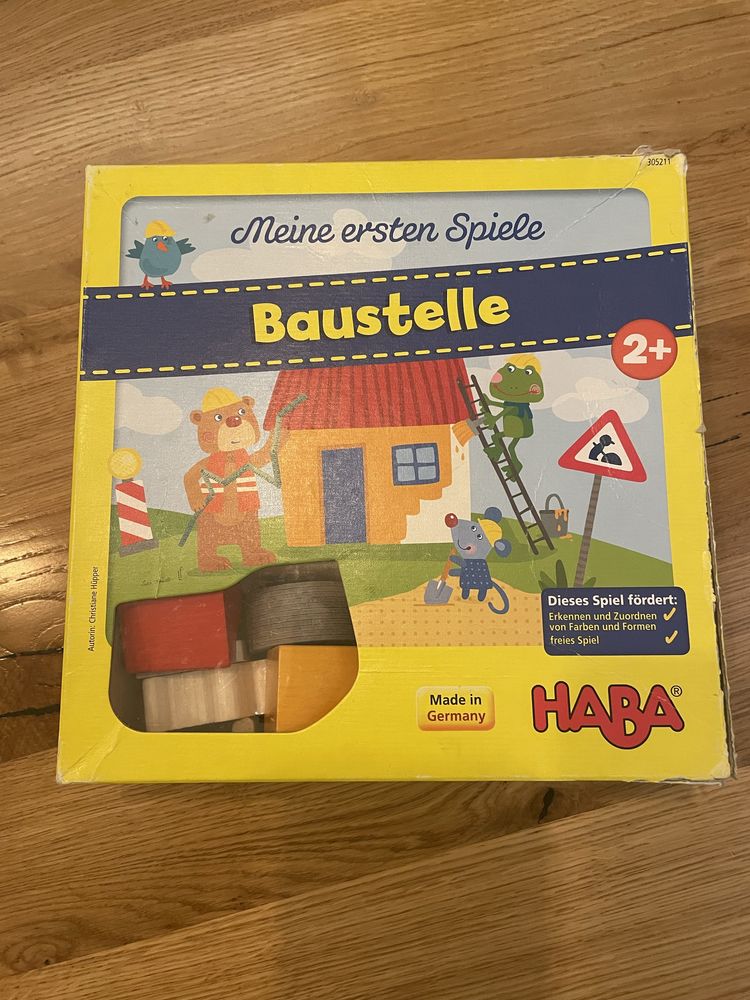 305211
Meine ersten Spiele
Baustelle
2+
Autorin: Christiane Hüpper
Dieses Spiel fördert:
Erkennen und Zuordnen
von Farben und Formen
freies Spiel
Made in
Germany
HABA®